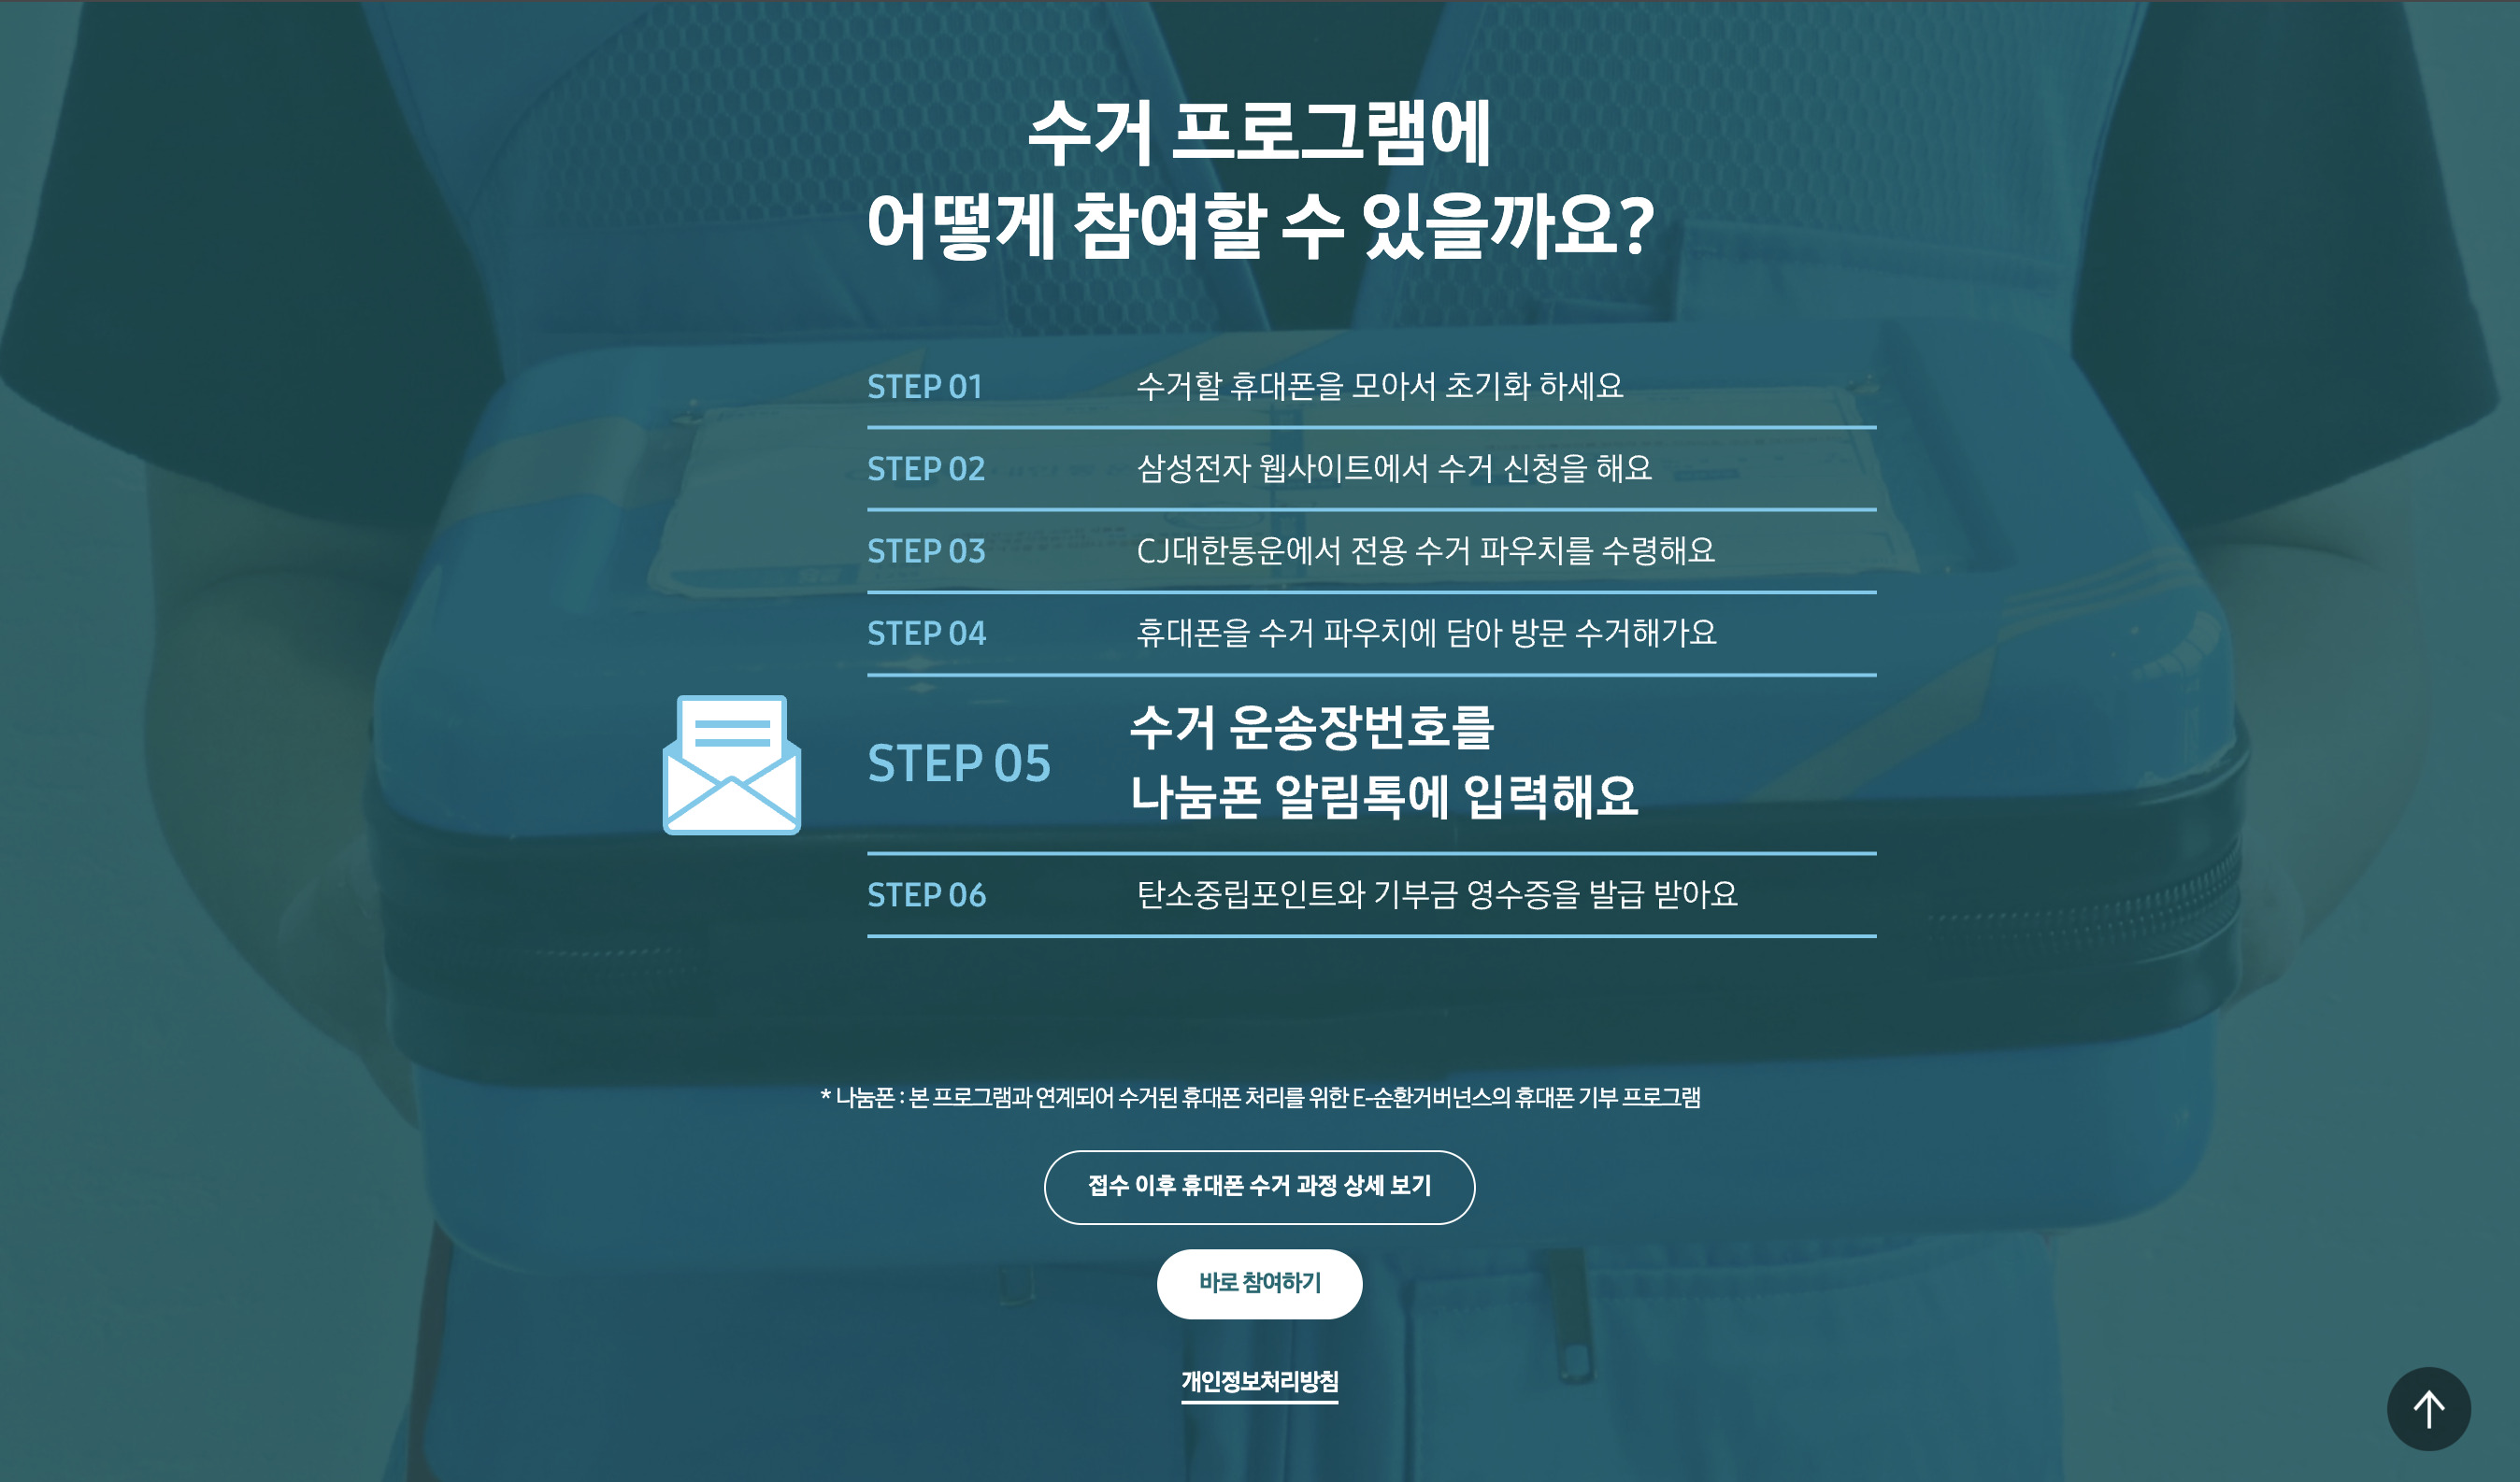 수거 프로그램에
어떻게 참여할 수 있을까요?
STEP 01 수거할 휴대폰을 모아서 초기화 하세요
STEP 02 삼성전자 웹사이트에서 수거 신청을 해요
STEP 03 CJ대한통운에서 전용 수거 파우치를 수령해요
STEP 04 휴대폰을 수거 파우치에 담아 방문 수거해가요
STEP 05 수거 운송장번호를
나눔폰 알림톡에 입력해요
STEP 06 탄소중립포인트와 기부금 영수증을 발급 받아요
* 나눔폰 : 본 프로그램과 연계되어 수거된 휴대폰 처리를 위한 E-순환거버넌스의 휴대폰 기부 프로그램
접수 이후 휴대폰 수거 과정 상세 보기
바로 참여하기
개인정보처리방침